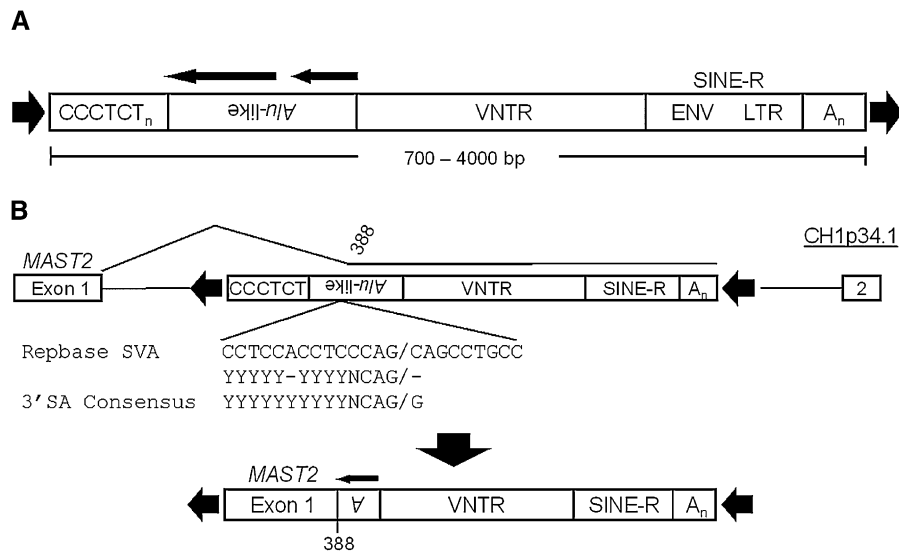 A
SINE-R
CCCTCTn Alu-like VNTR ENV LTR An
700 – 4000 bp
B
388
CH1p34.1
MAST2
Exon 1 CCCTCT Alu-like VNTR SINE-R An 2
Repbase SVA CCTCCACCTCCCAG/CAGCCTGCC
YYYYY-YYYYNCAG/-
3'SA Consensus YYYYYYYYYYNCAG/G
MAST2
Exon 1 A VNTR SINE-R An
388